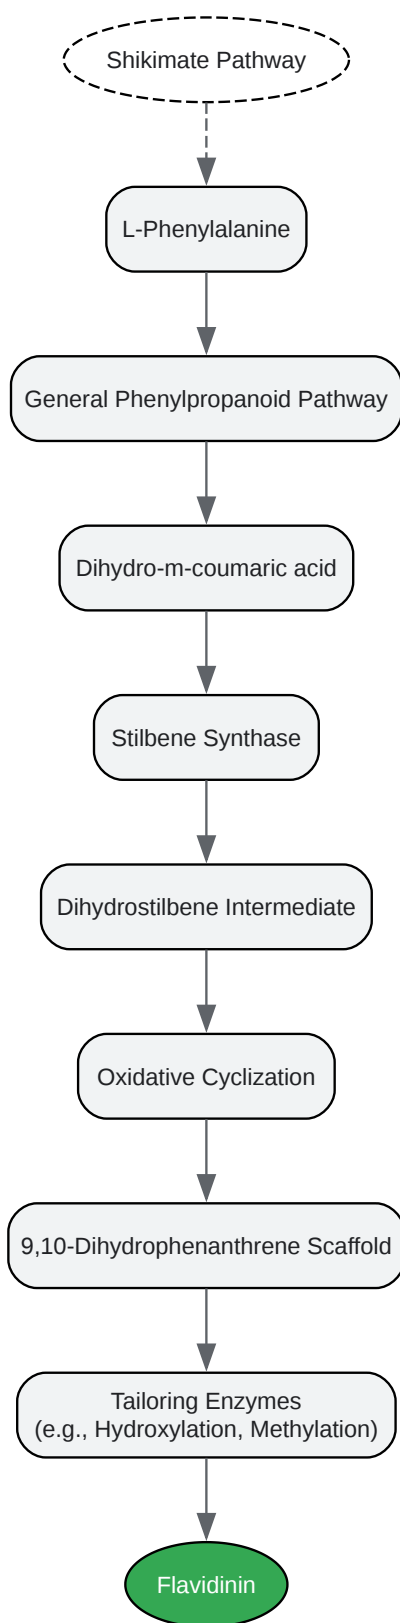 Shikimate Pathway
L-Phenylalanine
General Phenylpropanoid Pathway
Dihydro-m-coumaric acid
Stilbene Synthase
Dihydrostilbene Intermediate
Oxidative Cyclization
9,10-Dihydrophenanthrene Scaffold
Tailoring Enzymes
(e.g., Hydroxylation, Methylation)
Flavidinin